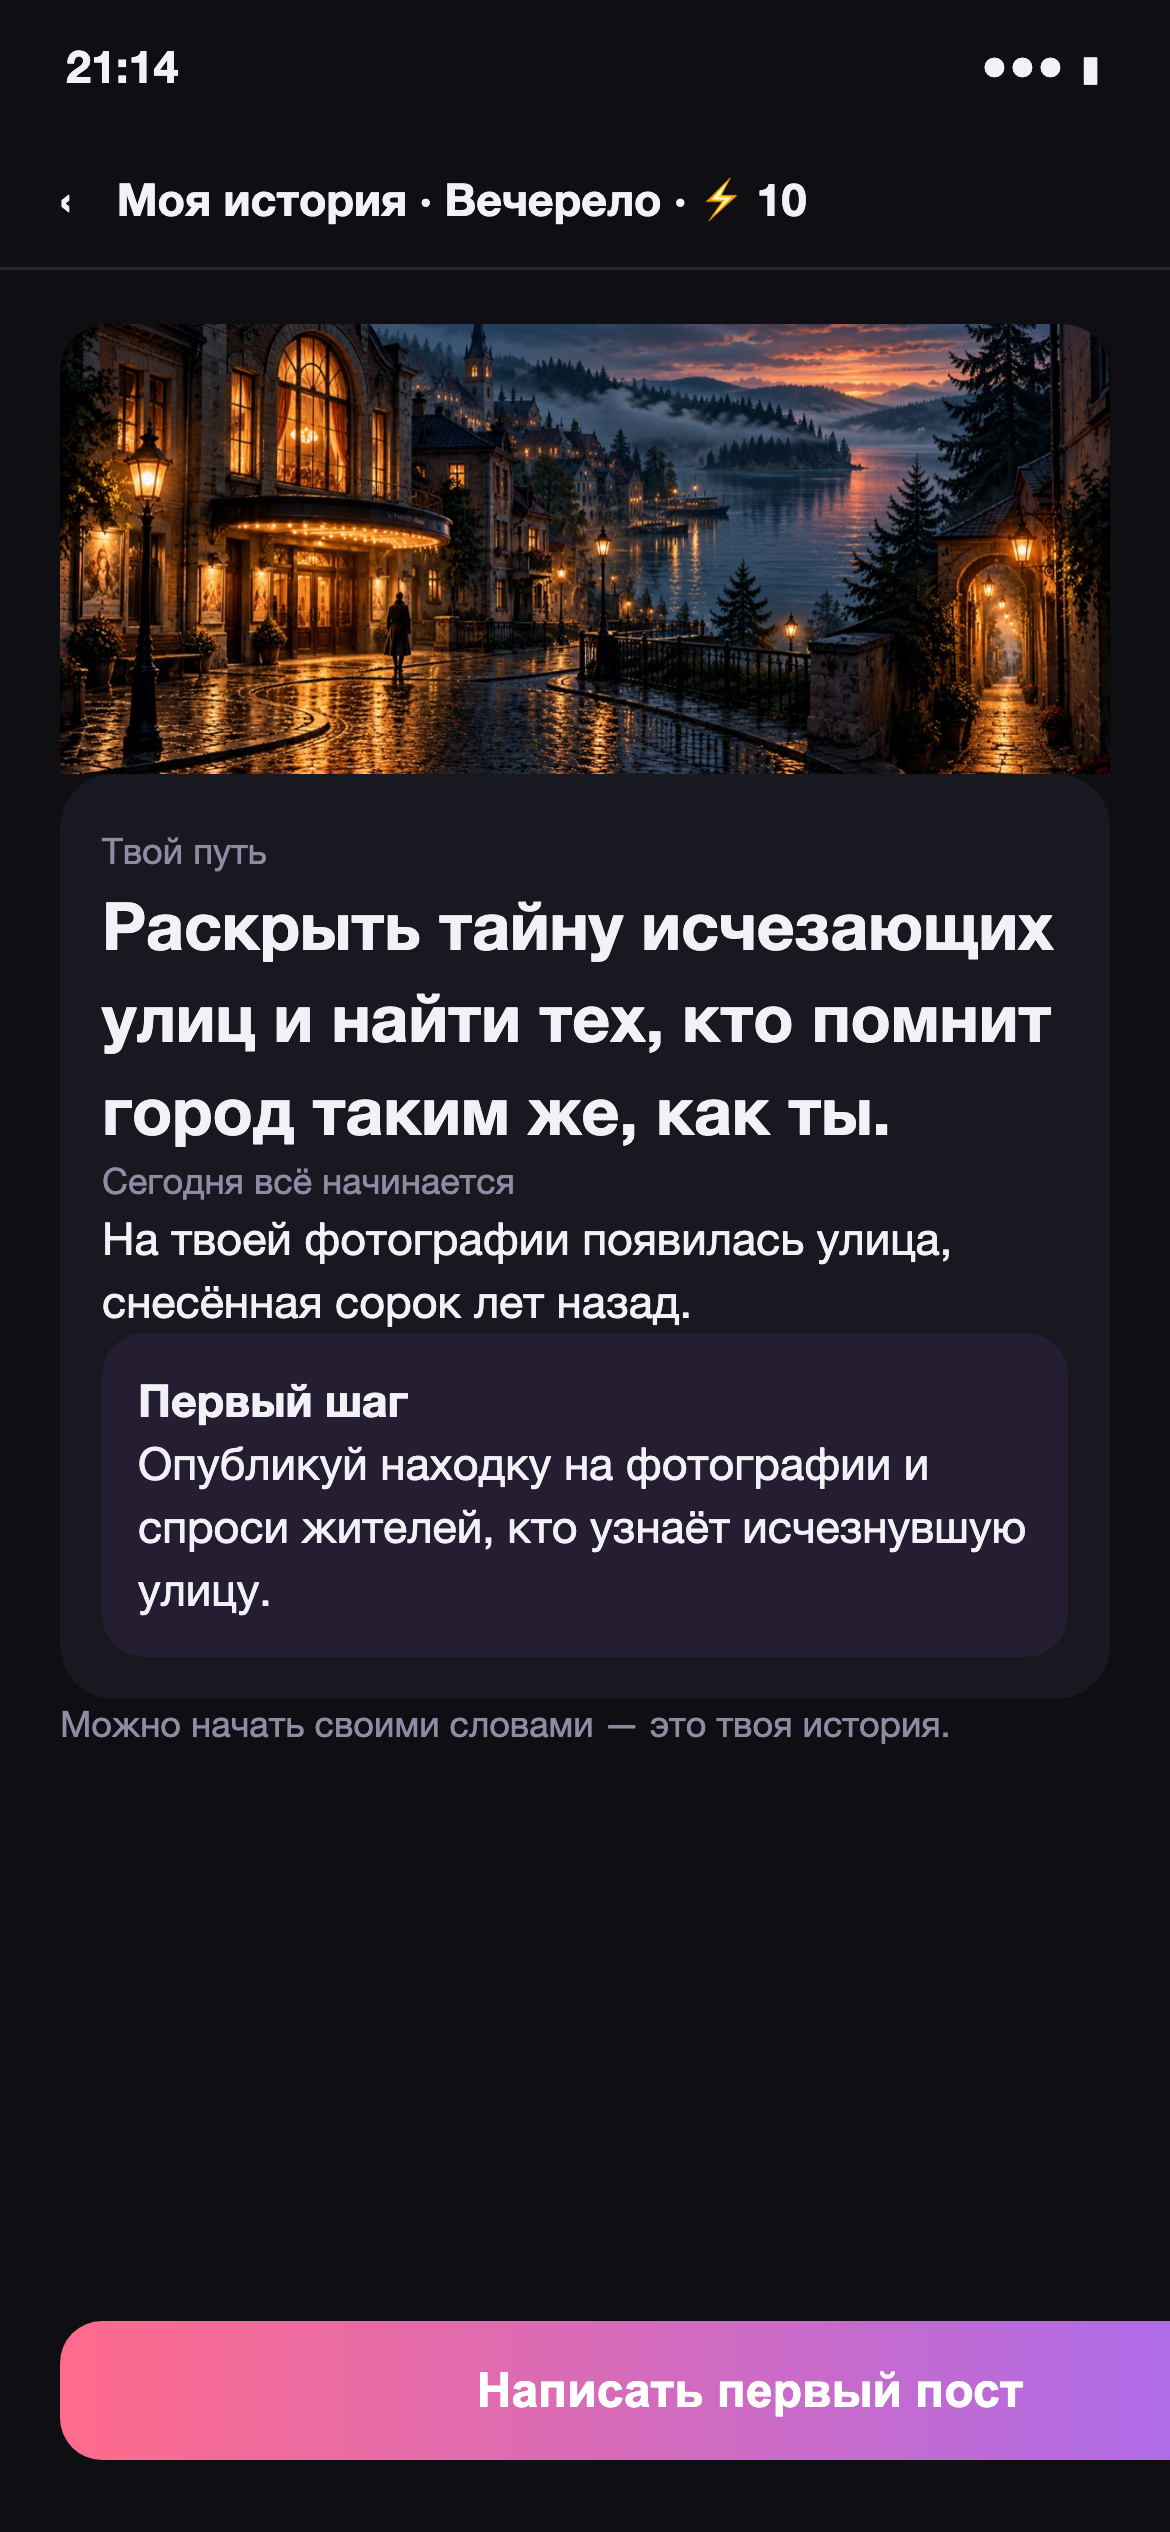 21:14
‹ Моя история · Вечерело · ⚡ 10
Твой путь
Раскрыть тайну исчезающих
улиц и найти тех, кто помнит
город таким же, как ты.
Сегодня всё начинается
На твоей фотографии появилась улица,
снесённая сорок лет назад.
Первый шаг
Опубликуй находку на фотографии и
спроси жителей, кто узнаёт исчезнувшую
улицу.
Можно начать своими словами — это твоя история.
Написать первый пост